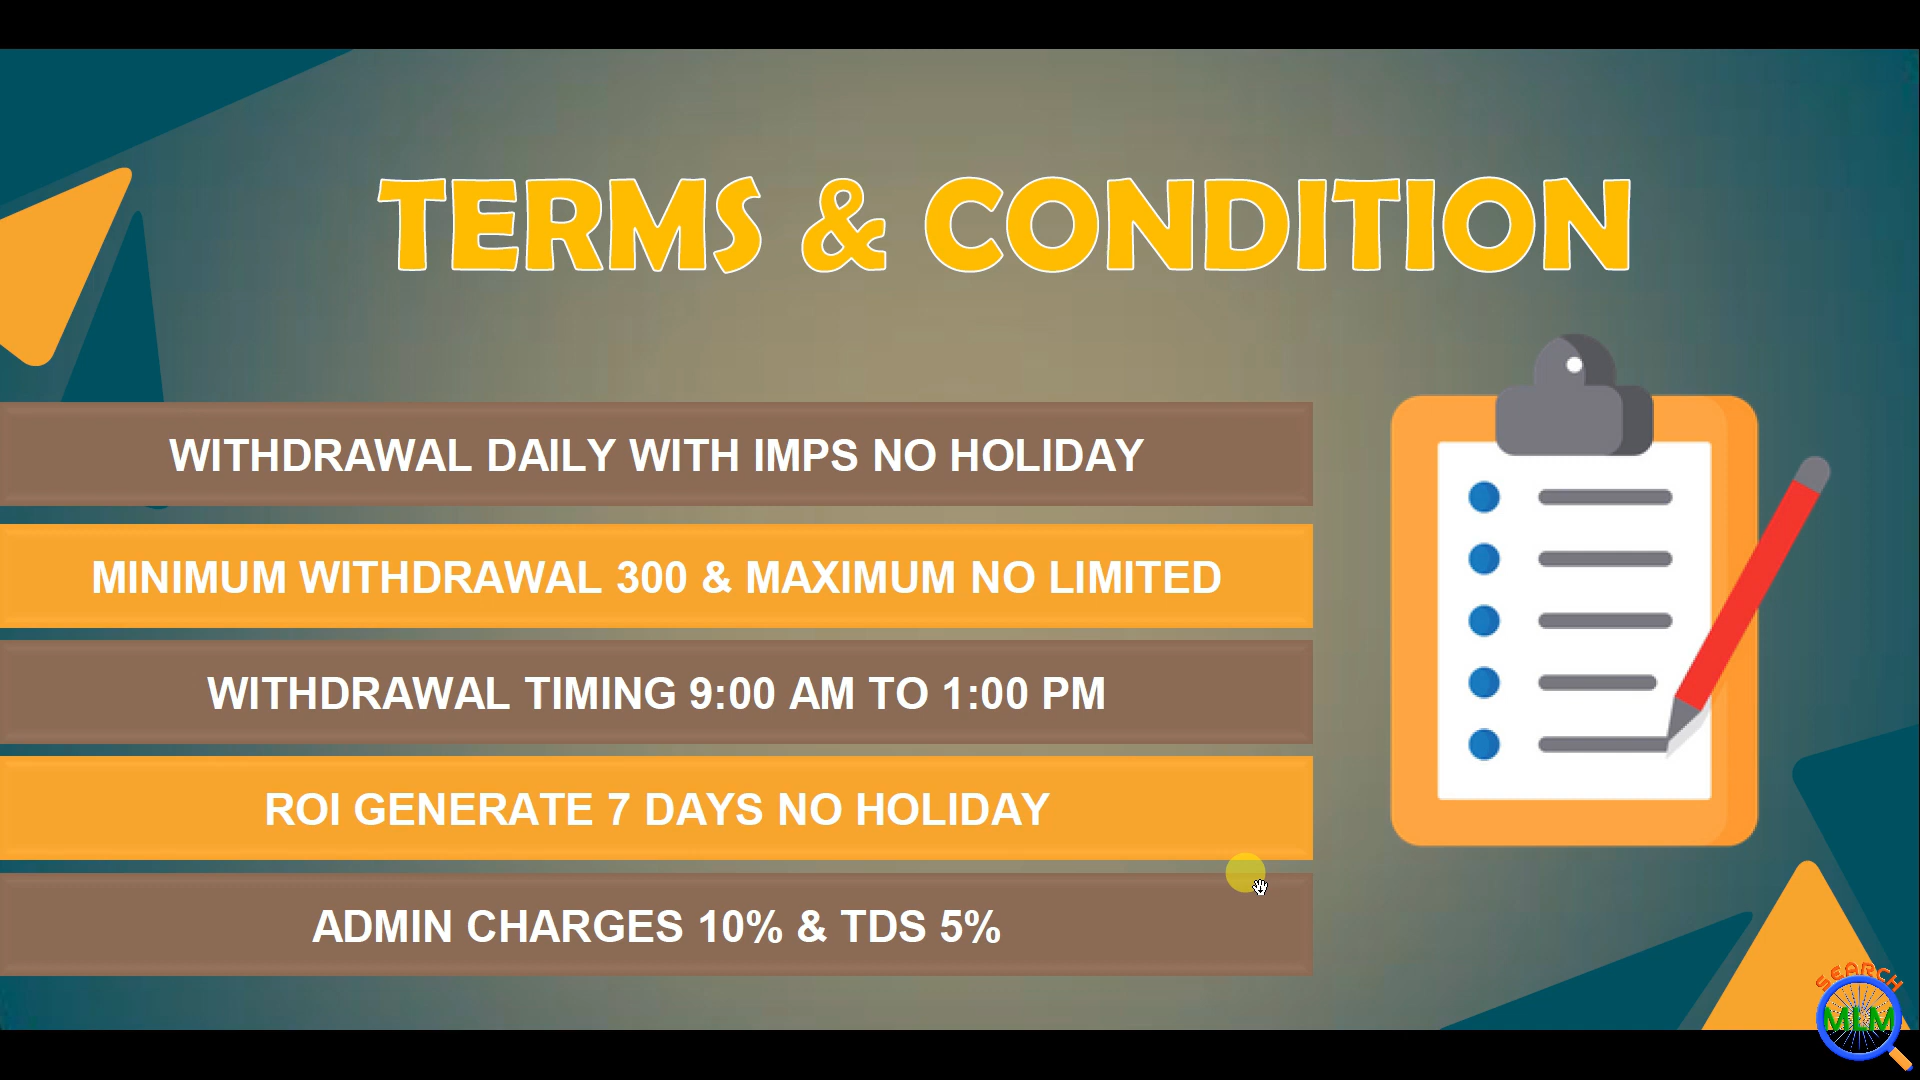 TERMS & CONDITION
WITHDRAWAL DAILY WITH IMPS NO HOLIDAY
MINIMUM WITHDRAWAL 300 & MAXIMUM NO LIMITED
WITHDRAWAL TIMING 9:00 AM TO 1:00 PM
ROI GENERATE 7 DAYS NO HOLIDAY
ADMIN CHARGES 10% & TDS 5%
SEARCH
MLM